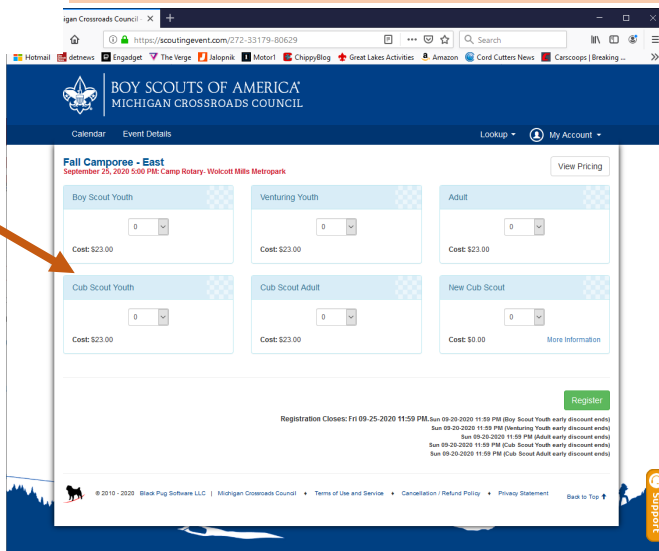 igan Crossroads Council -
https://scoutingevent.com/272-33179-80629
Search
Hotmail detnews Engadget The Verge Jalopnik Motor1 ChippyBlog Great Lakes Activities Amazon Cord Cutters News Carscoops | Breaking ...
BOY SCOUTS OF AMERICA®
MICHIGAN CROSSROADS COUNCIL
Calendar Event Details Lookup My Account
Fall Camporee - East
September 25, 2020 5:00 PM: Camp Rotary- Wolcott Mills Metropark
View Pricing
Boy Scout Youth Venturing Youth Adult
0 0 0
Cost: $23.00 Cost: $23.00 Cost: $23.00
Cub Scout Youth Cub Scout Adult New Cub Scout
0 0 0
Cost: $23.00 Cost: $23.00 Cost: $0.00 More Information
Register
Registration Closes: Fri 09-25-2020 11:59 PM. Sun 09-20-2020 11:59 PM (Boy Scout Youth early discount ends)
Sun 09-20-2020 11:59 PM (Venturing Youth early discount ends)
Sun 09-20-2020 11:59 PM (Adult early discount ends)
Sun 09-20-2020 11:59 PM (Cub Scout Youth early discount ends)
Sun 09-20-2020 11:59 PM (Cub Scout Adult early discount ends)
© 2010 - 2020 Black Pug Software LLC | Michigan Crossroads Council ♦ Terms of Use and Service ♦ Cancellation / Refund Policy ♦ Privacy Statement Back to Top
Support